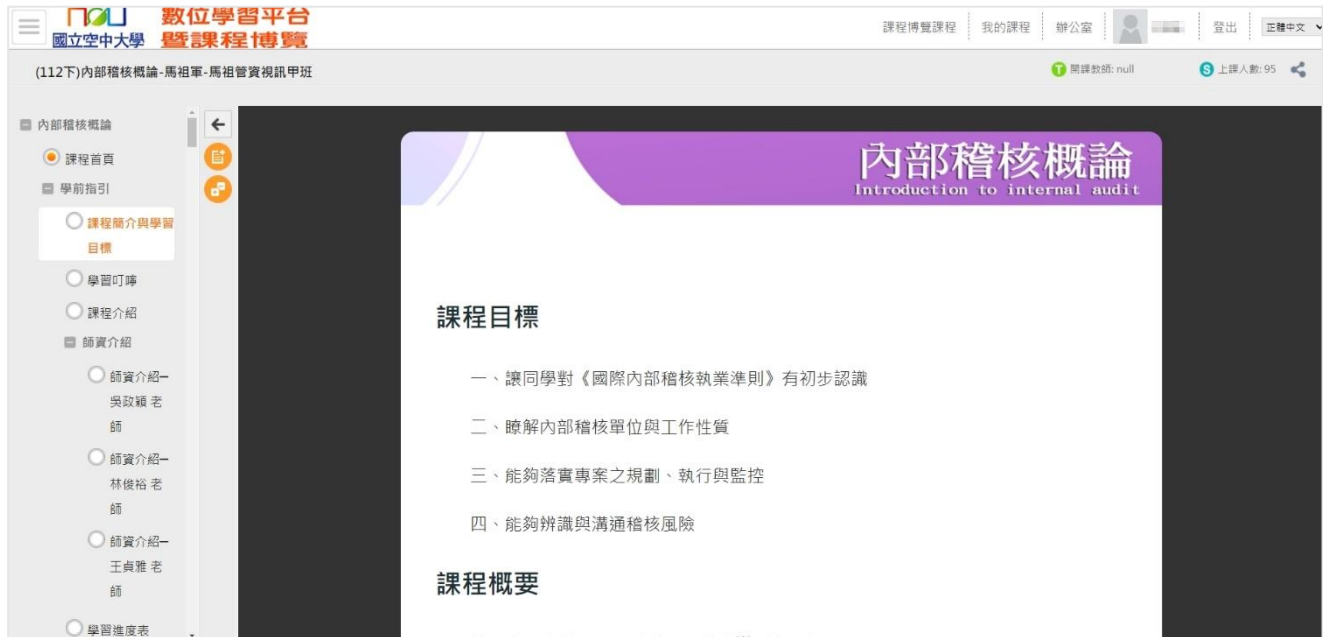 NOU
數位學習平台
國立空中大學
暨課程博覽
課程博覽課程
我的課程
辦公室
登出
正體中文
(112下)內部稽核概論-馬祖軍-馬祖管資視訊甲班
T 開課教師: null
S 上課人數: 95
內部稽核概論
課程首頁
學前指引
課程簡介與學習
目標
學習叮嚀
課程介紹
師資介紹
師資介紹—
吳政穎 老
師
師資介紹—
林俊裕 老
師
師資介紹—
王貞雅 老
師
學習進度表
內部稽核概論
Introduction to internal audit
課程目標
一、讓同學對《國際內部稽核執業準則》有初步認識
二、瞭解內部稽核單位與工作性質
三、能夠落實專案之規劃、執行與監控
四、能夠辨識與溝通稽核風險
課程概要